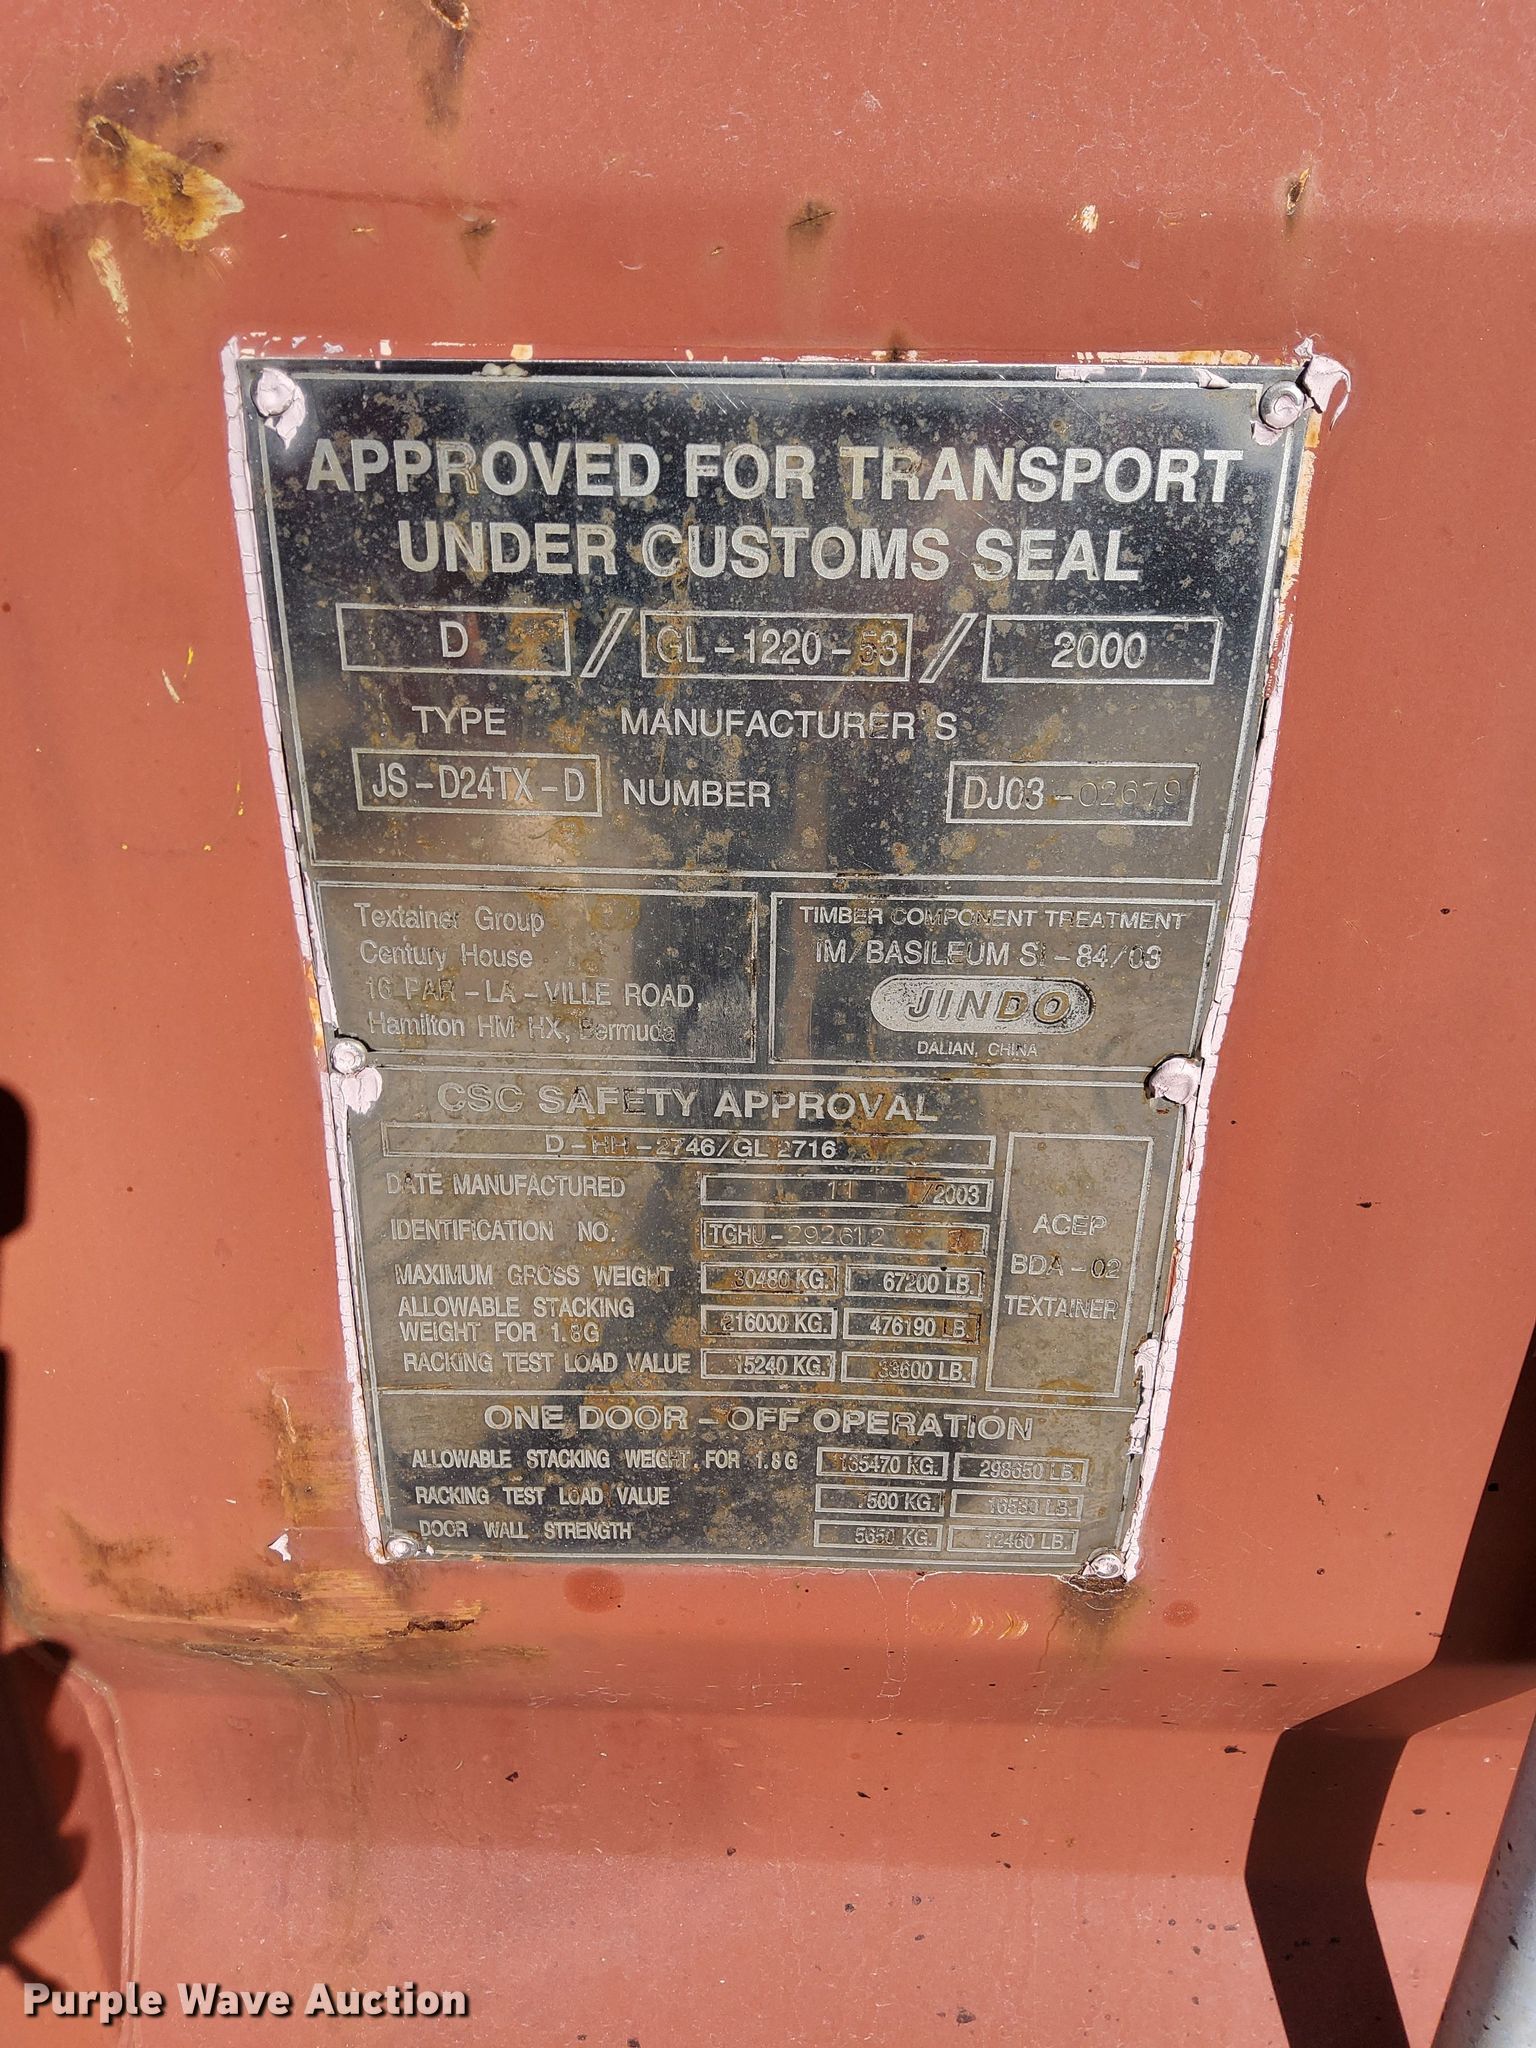 APPROVED FOR TRANSPORT
UNDER CUSTOMS SEAL
D / GL-1220-53 / 2000
TYPE MANUFACTURER'S
JS-D24TX-D NUMBER DJ03-02679
Textainer Group
Century House
16 PAR-LA-VILLE ROAD,
Hamilton HM HX, Bermuda
TIMBER COMPONENT TREATMENT
IM/BASILEUM SI-84/03
JINDO
DALIAN, CHINA
CSC SAFETY APPROVAL
D-HH-2746/GL 2716
DATE MANUFACTURED 11 /2003
IDENTIFICATION NO. TGHU-292612
MAXIMUM GROSS WEIGHT 30480 KG. 67200 LB.
ALLOWABLE STACKING
WEIGHT FOR 1.8G 216000 KG. 476190 LB.
RACKING TEST LOAD VALUE 15240 KG. 33600 LB.
ACEP
BDA-02
TEXTAINER
ONE DOOR-OFF OPERATION
ALLOWABLE STACKING WEIGHT FOR 1.8G 135470 KG. 298650 LB.
RACKING TEST LOAD VALUE KG. LB.
DOOR WALL STRENGTH 5650 KG. 12460 LB.
Purple Wave Auction